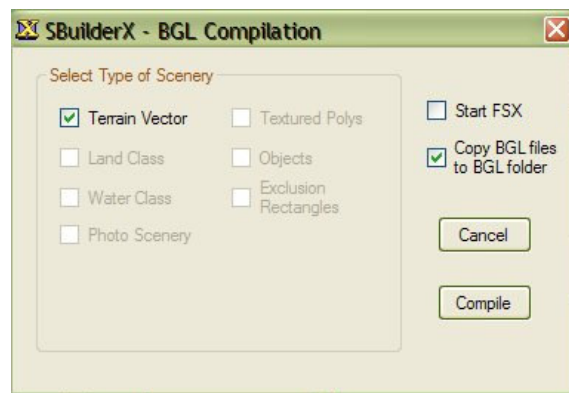 SBuilderX - BGL Compilation
Select Type of Scenery
Terrain Vector
Textured Polys
Land Class
Objects
Water Class
Exclusion
Rectangles
Photo Scenery
Start FSX
Copy BGL files
to BGL folder
Cancel
Compile